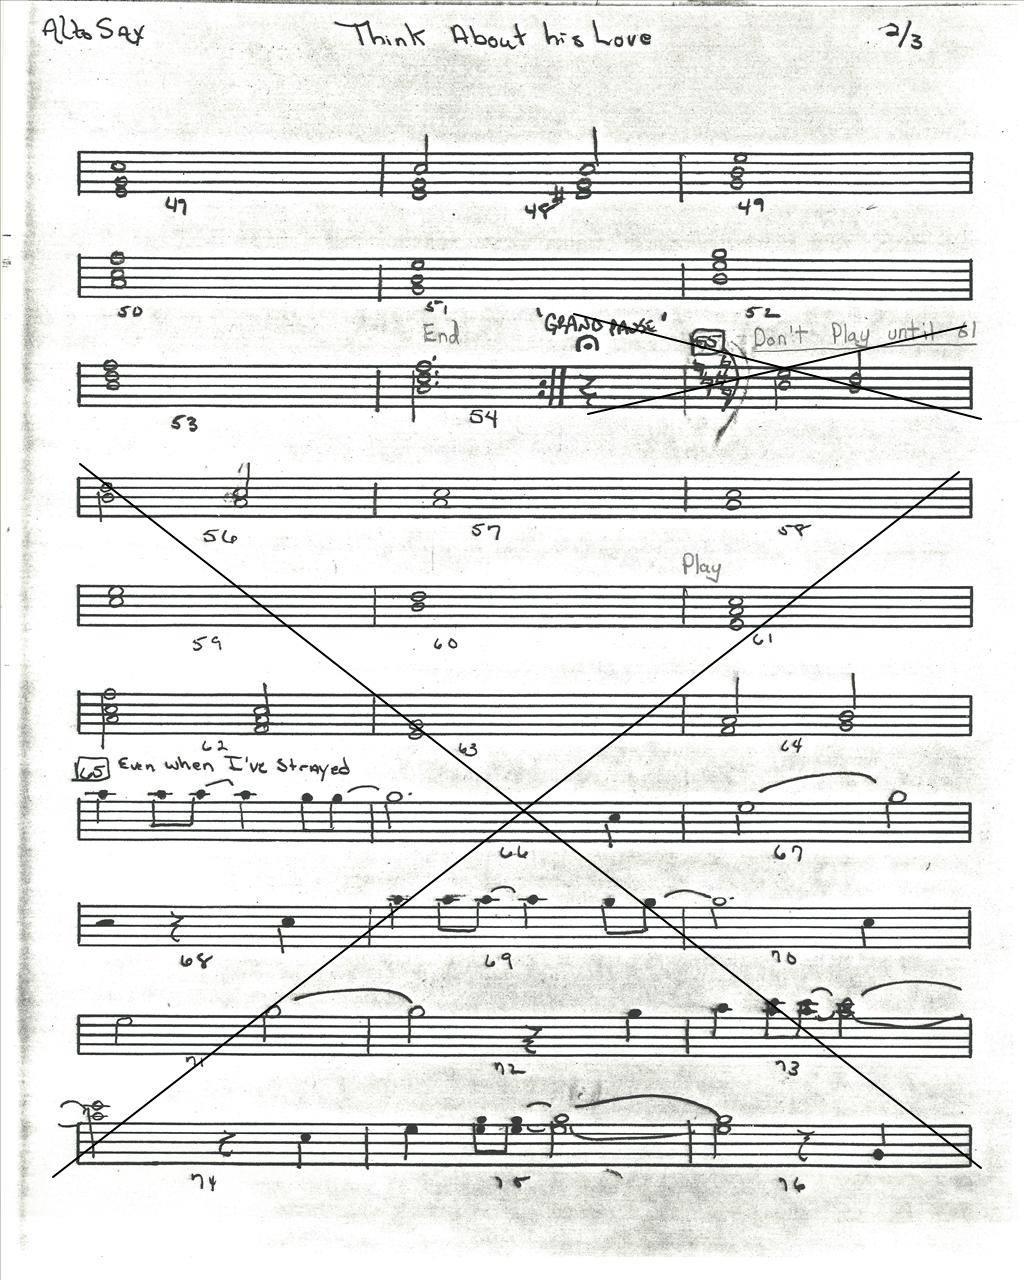 Alto Sax Think About his Love 2/3
49 48 49
50 51 52
End "GRAND PAUSE" 55 Don't Play until 61
53 54
56 57 58
Play
59 60 61
62 63 64
65 Even when I've Strayed
66 67
68 69 70
71 72 73
74 75 76